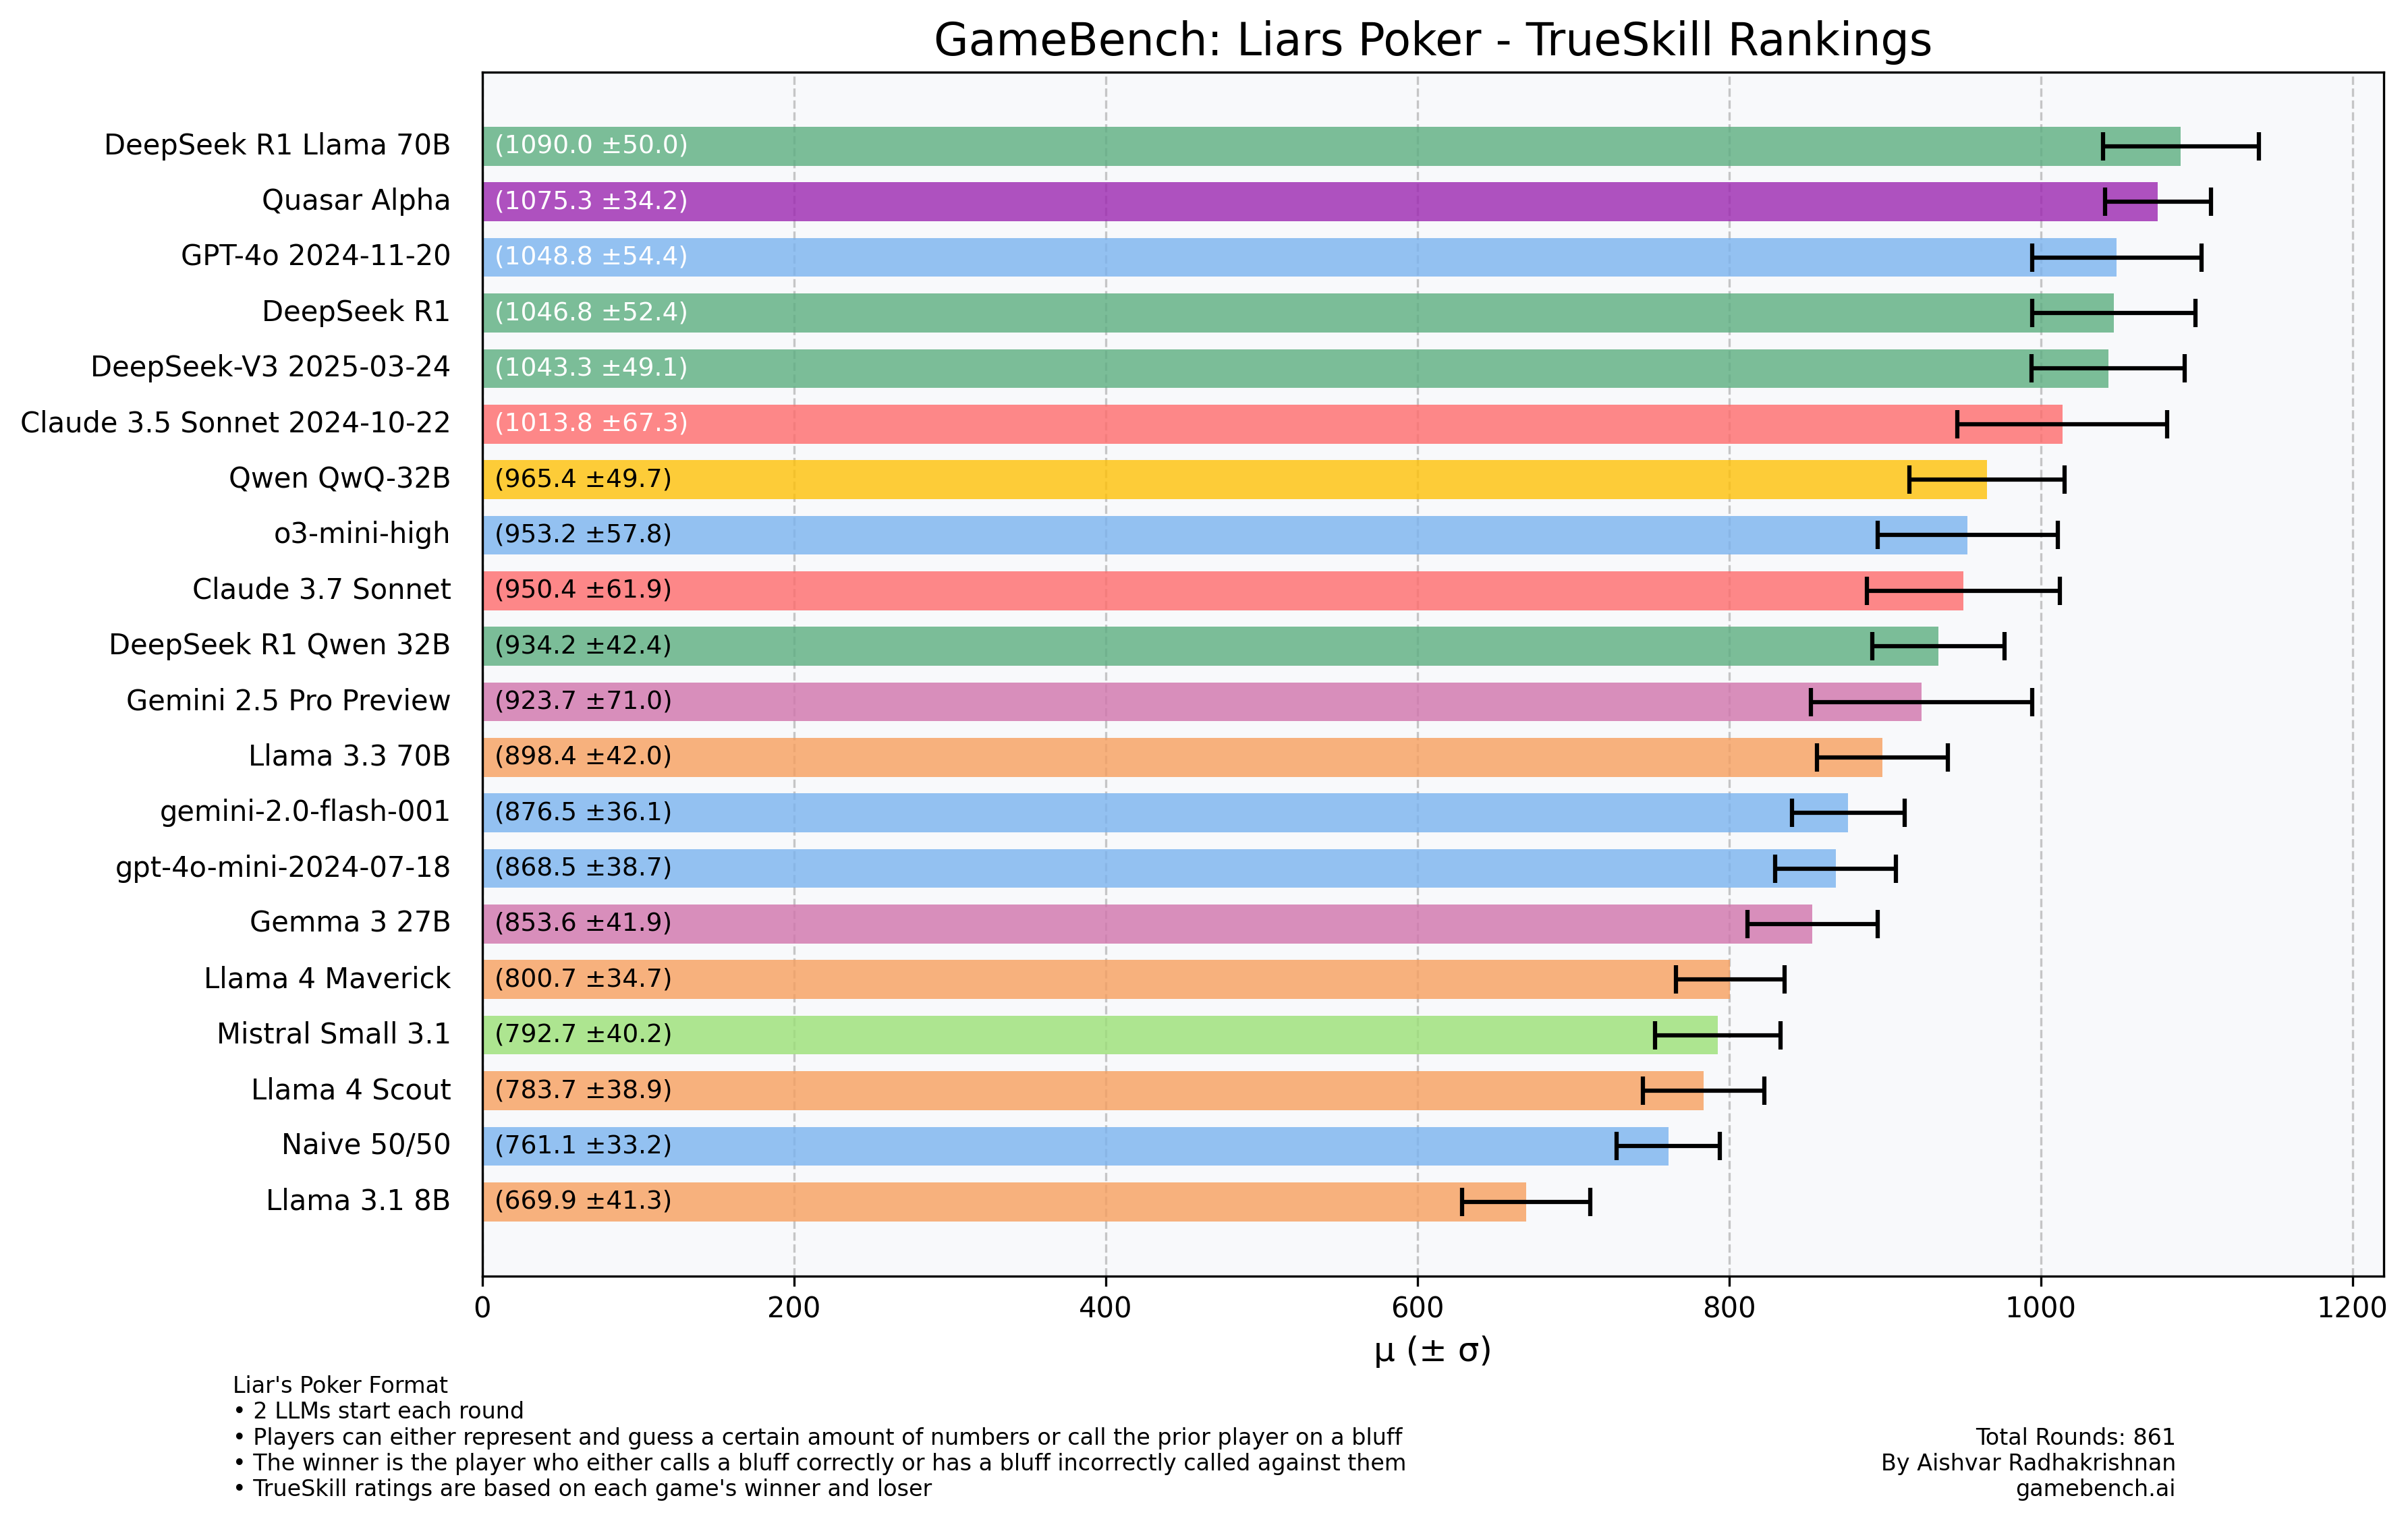 GameBench: Liars Poker - TrueSkill Rankings
DeepSeek R1 Llama 70B (1090.0 ±50.0)
Quasar Alpha (1075.3 ±34.2)
GPT-4o 2024-11-20 (1048.8 ±54.4)
DeepSeek R1 (1046.8 ±52.4)
DeepSeek-V3 2025-03-24 (1043.3 ±49.1)
Claude 3.5 Sonnet 2024-10-22 (1013.8 ±67.3)
Qwen QwQ-32B (965.4 ±49.7)
o3-mini-high (953.2 ±57.8)
Claude 3.7 Sonnet (950.4 ±61.9)
DeepSeek R1 Qwen 32B (934.2 ±42.4)
Gemini 2.5 Pro Preview (923.7 ±71.0)
Llama 3.3 70B (898.4 ±42.0)
gemini-2.0-flash-001 (876.5 ±36.1)
gpt-4o-mini-2024-07-18 (868.5 ±38.7)
Gemma 3 27B (853.6 ±41.9)
Llama 4 Maverick (800.7 ±34.7)
Mistral Small 3.1 (792.7 ±40.2)
Llama 4 Scout (783.7 ±38.9)
Naive 50/50 (761.1 ±33.2)
Llama 3.1 8B (669.9 ±41.3)
0 200 400 600 800 1000 1200
μ (± σ)
Liar's Poker Format
• 2 LLMs start each round
• Players can either represent and guess a certain amount of numbers or call the prior player on a bluff
• The winner is the player who either calls a bluff correctly or has a bluff incorrectly called against them
• TrueSkill ratings are based on each game's winner and loser
Total Rounds: 861
By Aishvar Radhakrishnan
gamebench.ai